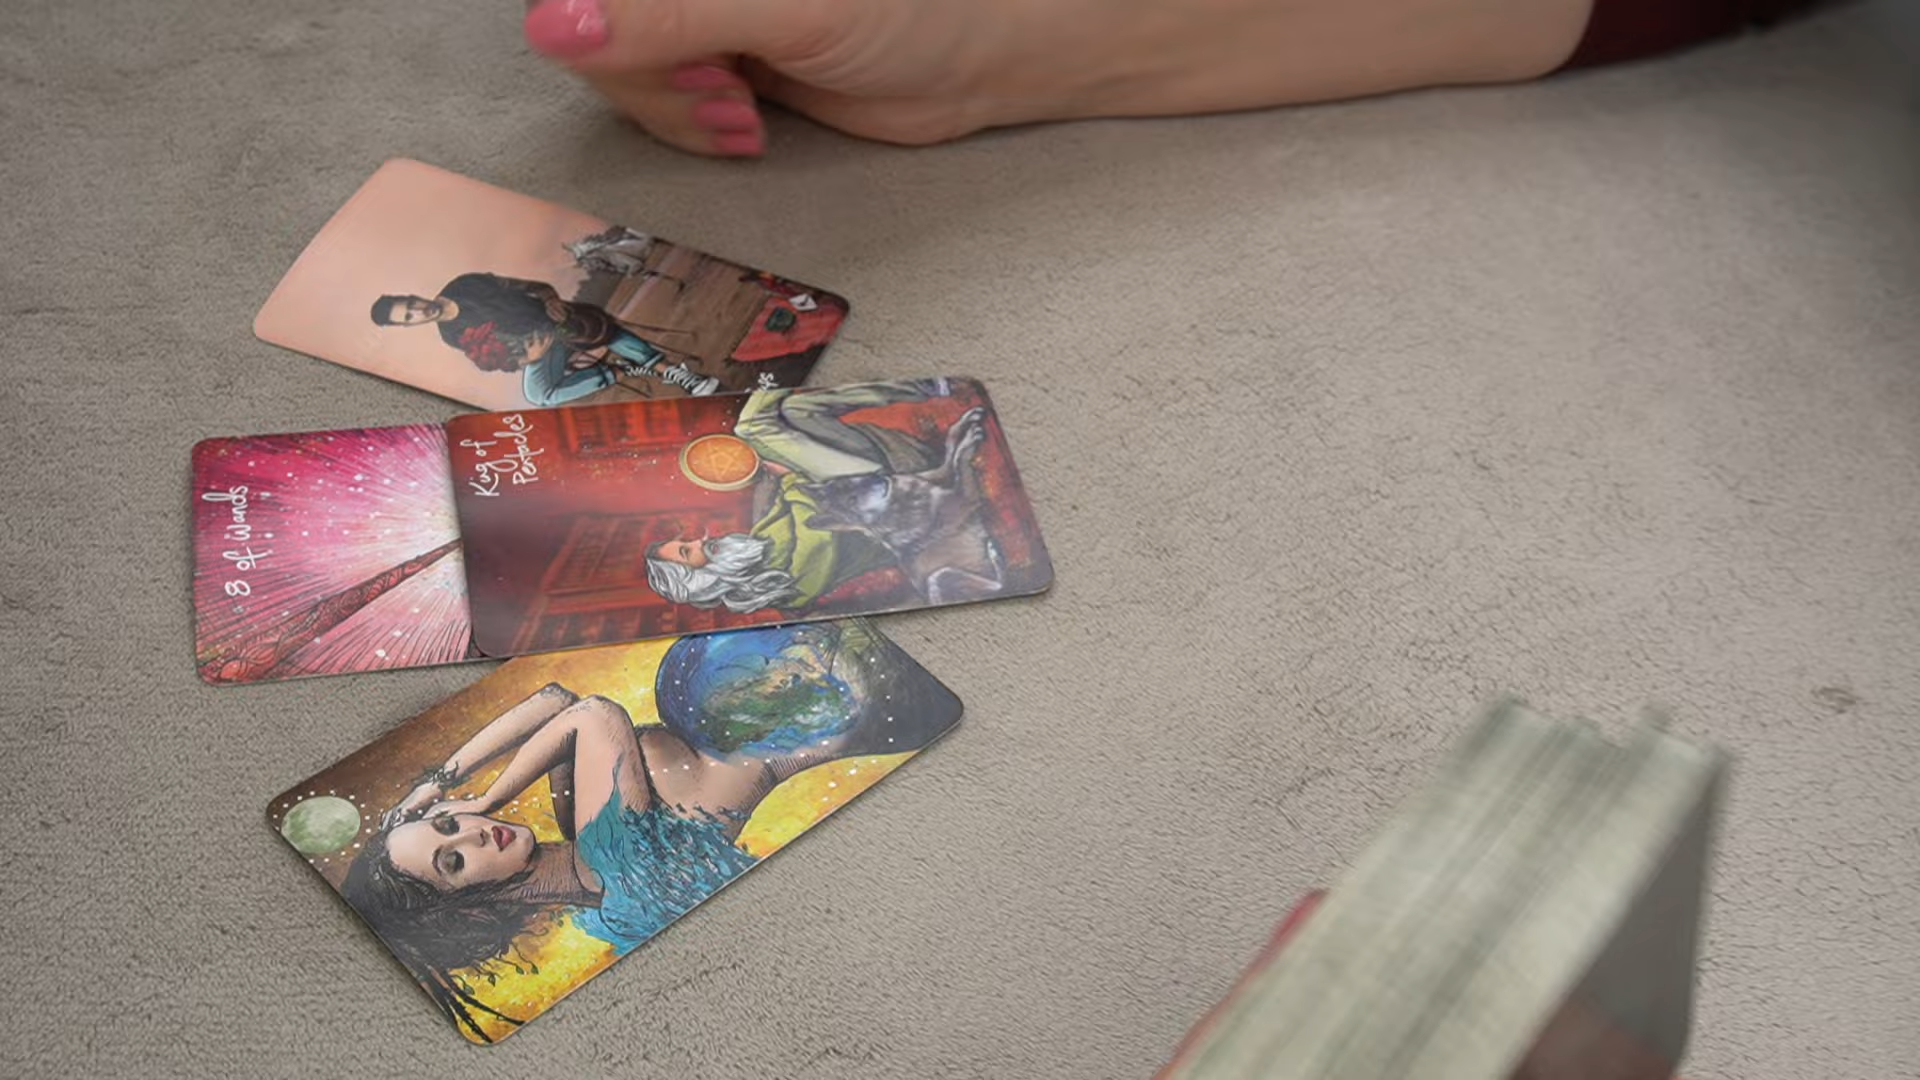 8 of Wands
King of
Pentacles